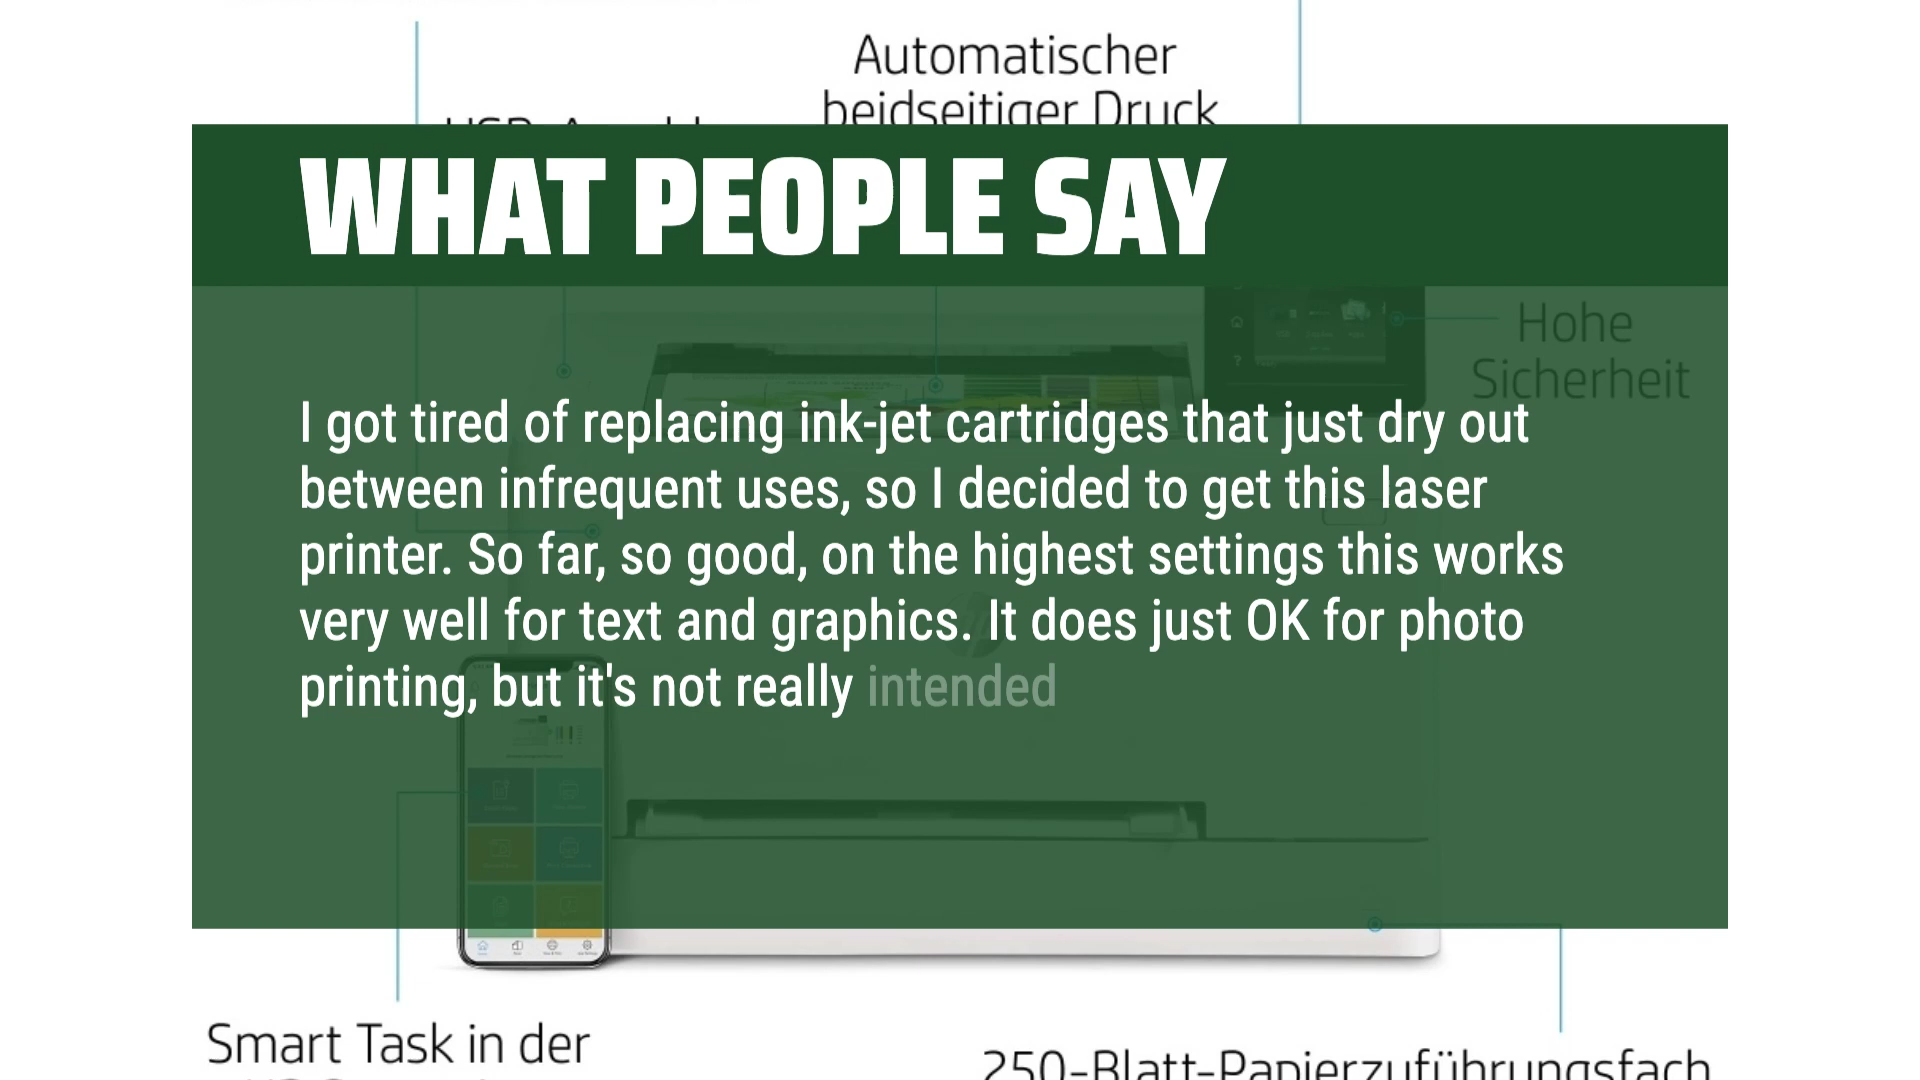 Automatischer
beidseitiger Druck
WHAT PEOPLE SAY
Hohe
Sicherheit
I got tired of replacing ink-jet cartridges that just dry out
between infrequent uses, so I decided to get this laser
printer. So far, so good, on the highest settings this works
very well for text and graphics. It does just OK for photo
printing, but it's not really intended
Smart Task in der
250-Blatt-Papierzuführungsfach